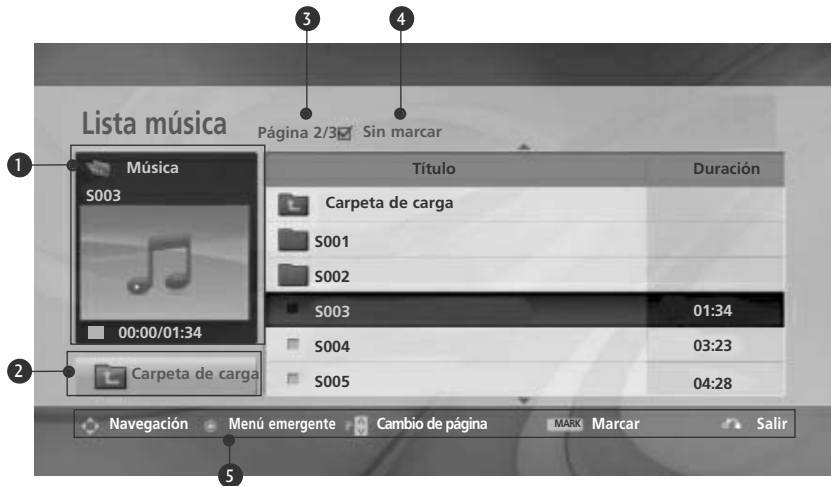 3 4
Lista música
Página 2/3 Sin marcar
1
Música
Título Duración
S003
Carpeta de carga
S001
S002
S003 01:34
00:00/01:34
S004 03:23
2
Carpeta de carga
S005 04:28
Navegación Menú emergente P Cambio de página MARK Marcar Salir
5